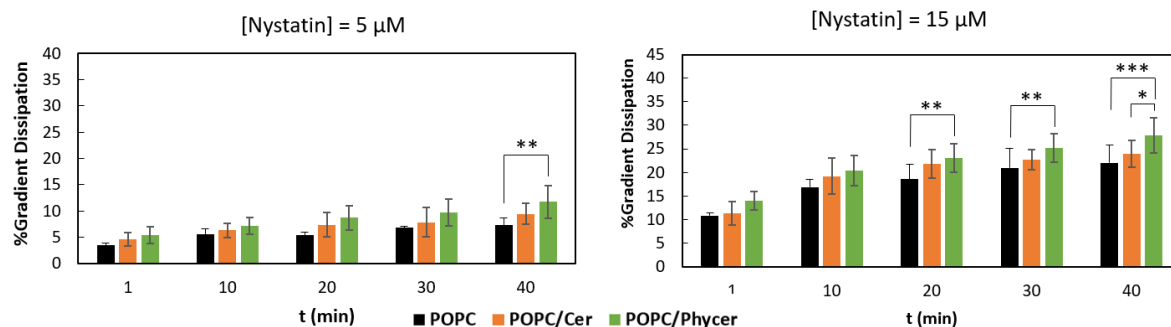 [Nystatin] = 5 µM
%Gradient Dissipation
40
35
30
25
20
15
10
5
0
**
1 10 20 30 40
t (min)
[Nystatin] = 15 µM
%Gradient Dissipation
45
40
35
30
25
20
15
10
5
0
** ** *** *
1 10 20 30 40
t (min)
POPC POPC/Cer POPC/Phycer